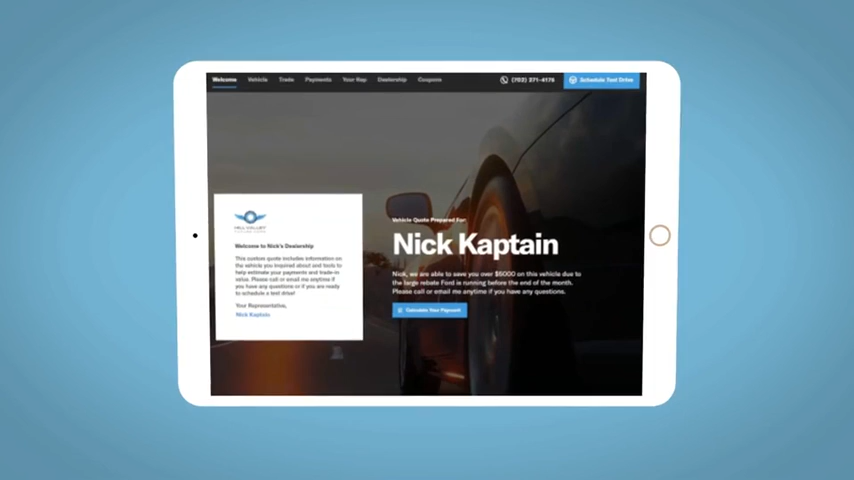 Welcome Vehicle Trade Payments Your Rep Dealership Coupons (702) 271-4176 Schedule Test Drive
HILL VALLEY
Welcome to Nick's Dealership
This custom quote includes information on
the vehicle you inquired about and tools to
help estimate your payments and trade-in
value. Please call or email me anytime if
you have any questions or if you are ready
to schedule a test drive!
Your Representative,
Nick Kaptain
Vehicle Quote Prepared For:
Nick Kaptain
Nick, we are able to save you over $5000 on this vehicle due to
the large rebate Ford is running before the end of the month.
Please call or email me anytime if you have any questions.
Calculate Your Payment